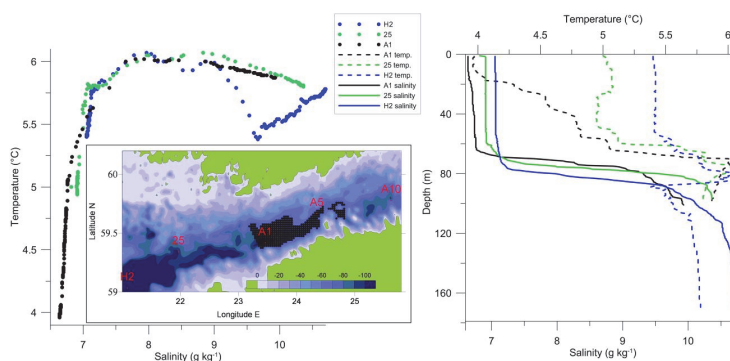 H2
25
A1
A1 temp.
25 temp.
H2 temp.
A1 salinity
25 salinity
H2 salinity
6
5.5
5
4.5
4
Temperature (°C)
7
8
9
10
Salinity (g kg⁻¹)
60
59.5
59
Latitude N
A10
A5
A1
25
H2
0
-20
-40
-60
-80
-100
22
23
24
25
Longitude E
Temperature (°C)
4
4.5
5
5.5
6
0
40
80
120
160
Depth (m)
7
8
9
10
Salinity (g kg⁻¹)